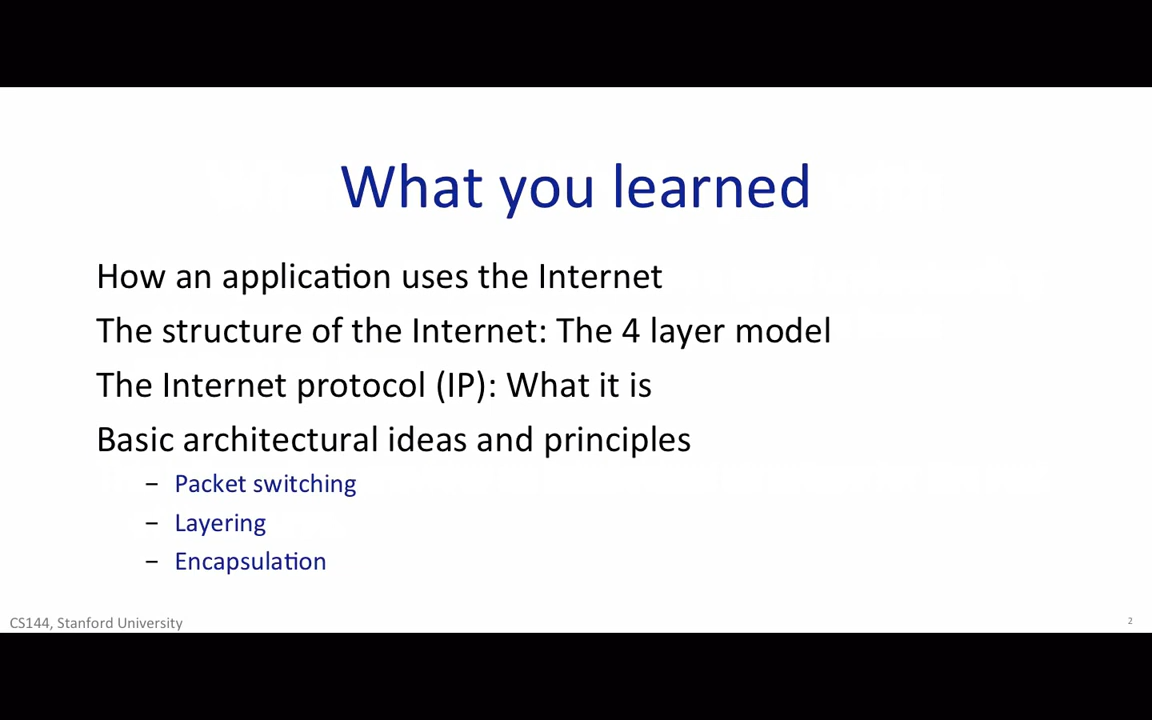 What you learned
How an application uses the Internet
The structure of the Internet: The 4 layer model
The Internet protocol (IP): What it is
Basic architectural ideas and principles
– Packet switching
– Layering
– Encapsulation
CS144, Stanford University
2